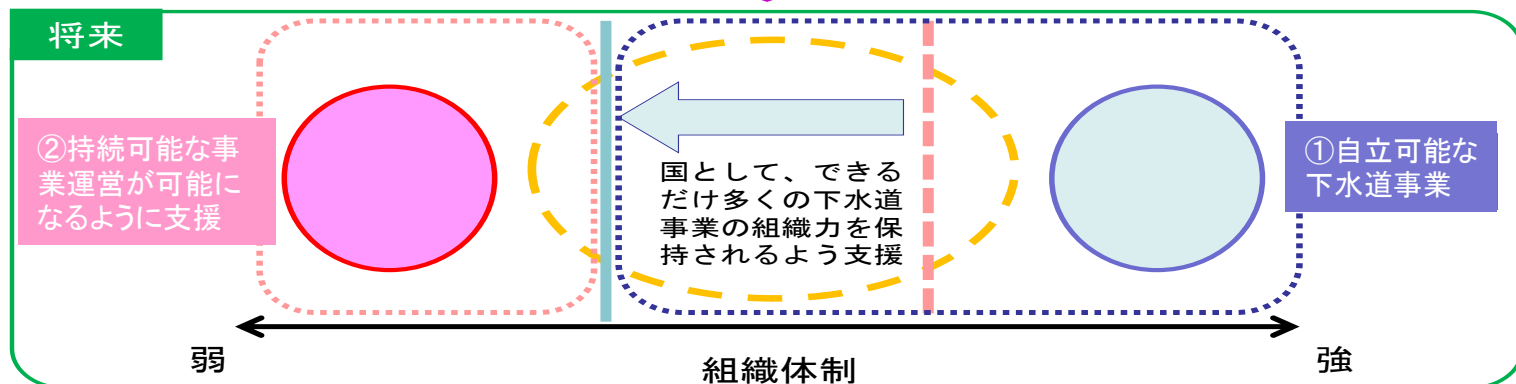 将来
②持続可能な事
業運営が可能に
なるように支援
国として、できる
だけ多くの下水道
事業の組織力を保
持されるよう支援
①自立可能な
下水道事業
弱
組織体制
強